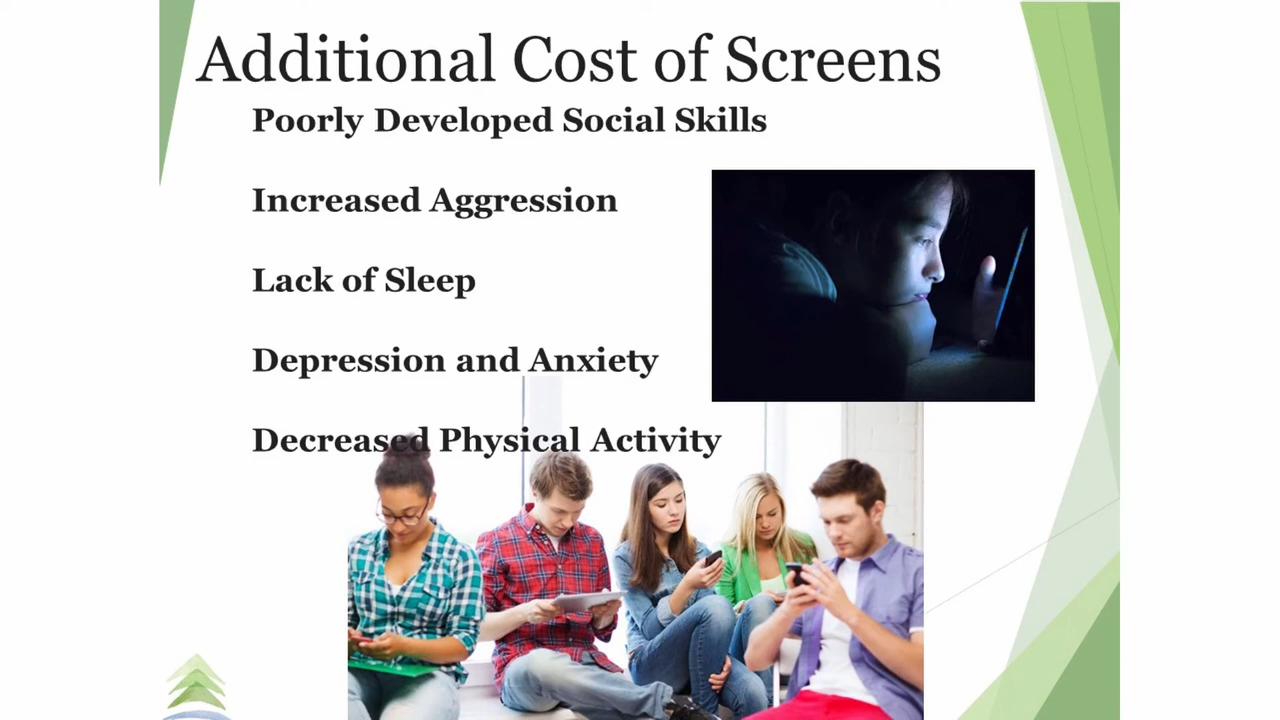 Additional Cost of Screens
Poorly Developed Social Skills
Increased Aggression
Lack of Sleep
Depression and Anxiety
Decreased Physical Activity